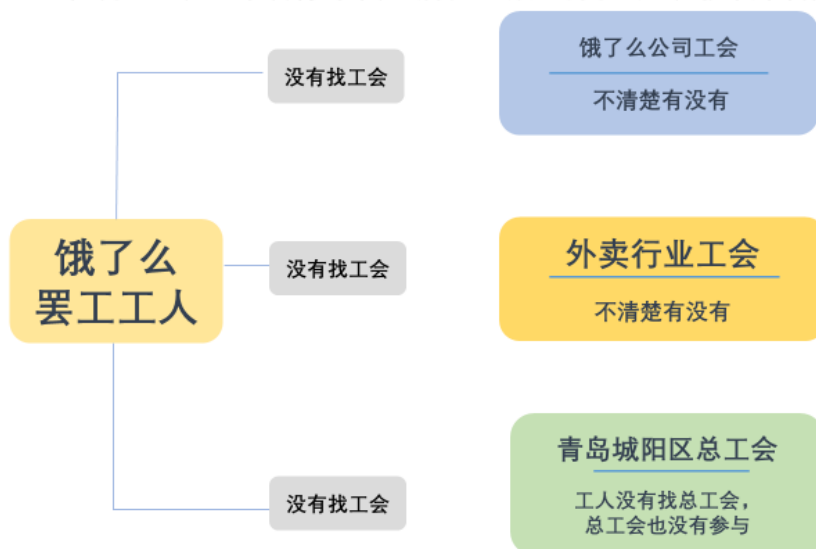 没有找工会
饿了么公司工会
不清楚有没有
饿了么
罢工工人
没有找工会
外卖行业工会
不清楚有没有
没有找工会
青岛城阳区总工会
工人没有找总工会，
总工会也没有参与